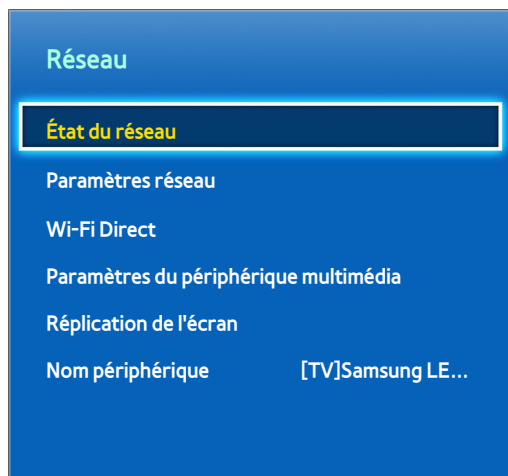 Réseau
État du réseau
Paramètres réseau
Wi-Fi Direct
Paramètres du périphérique multimédia
Réplication de l'écran
Nom périphérique [TV]Samsung LE...